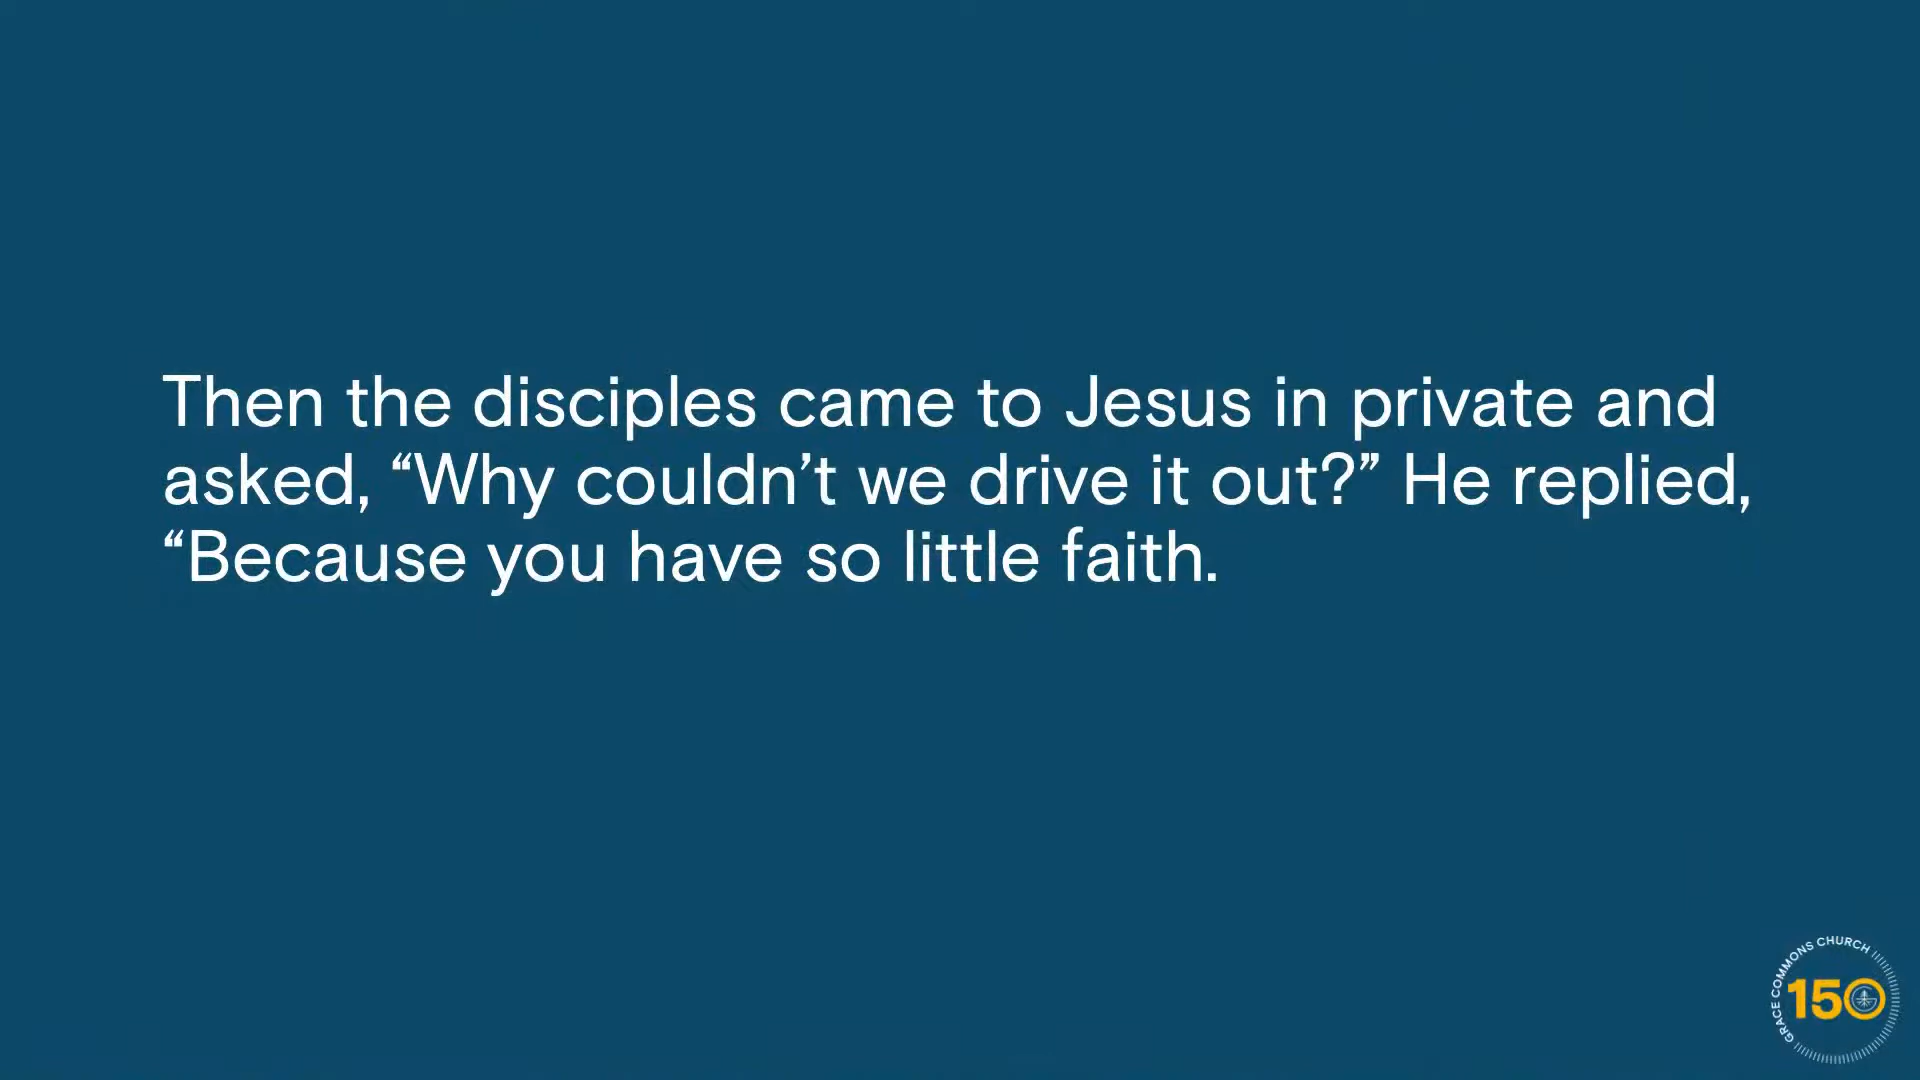 Then the disciples came to Jesus in private and
asked, “Why couldn’t we drive it out?” He replied,
“Because you have so little faith.
GRACE COMMONS CHURCH
150